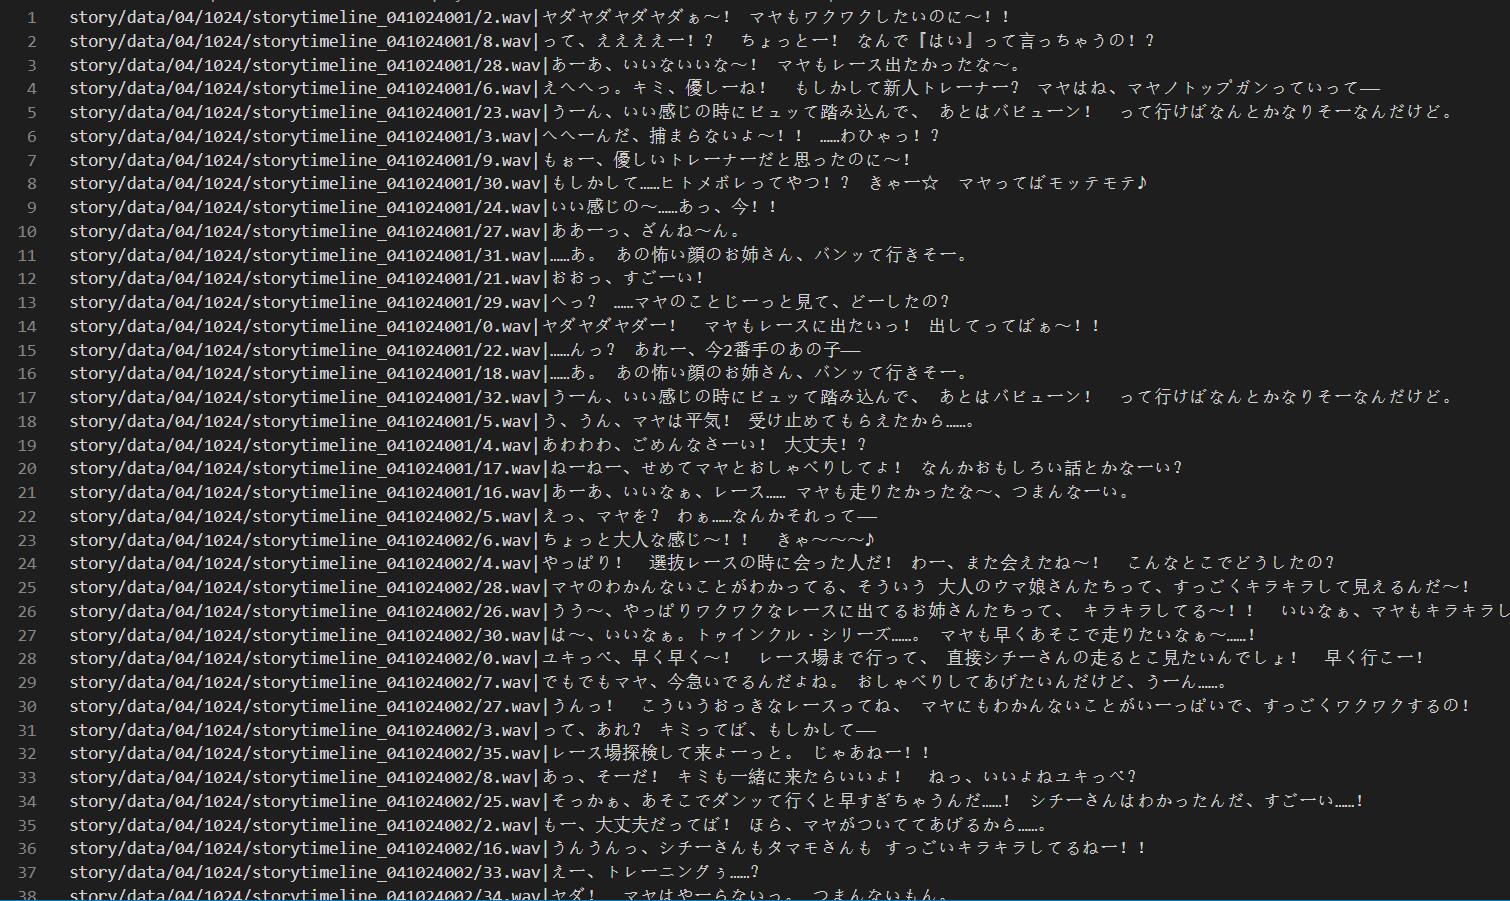 1 story/data/04/1024/storytimeline_041024001/2.wav|ヤダヤダヤダヤダぁ～！ マヤもワクワクしたいのに～！！
2 story/data/04/1024/storytimeline_041024001/8.wav|って、ええええー！？ ちょっとー！ なんで『はい』って言っちゃうの！？
3 story/data/04/1024/storytimeline_041024001/28.wav|あーあ、いいないいな～！ マヤもレース出たかったな～。
4 story/data/04/1024/storytimeline_041024001/6.wav|えへへっ。キミ、優しーね！ もしかして新人トレーナー？ マヤはね、マヤノトップガンっていって――
5 story/data/04/1024/storytimeline_041024001/23.wav|うーん、いい感じの時にビュッて踏み込んで、 あとはバビューン！ って行けばなんとかなりそーなんだけど。
6 story/data/04/1024/storytimeline_041024001/3.wav|へへーんだ、捕まらないよ～！！ ……わひゃっ！？
7 story/data/04/1024/storytimeline_041024001/9.wav|もぉー、優しいトレーナーだと思ったのに～！
8 story/data/04/1024/storytimeline_041024001/30.wav|もしかして……ヒトメボレってやつ！？ きゃー☆ マヤってばモッテモテ♪
9 story/data/04/1024/storytimeline_041024001/24.wav|いい感じの～……あっ、今！！
10 story/data/04/1024/storytimeline_041024001/27.wav|ああーっ、ざんね～ん。
11 story/data/04/1024/storytimeline_041024001/31.wav|……あ。 あの怖い顔のお姉さん、バンッて行きそー。
12 story/data/04/1024/storytimeline_041024001/21.wav|おおっ、すごーい！
13 story/data/04/1024/storytimeline_041024001/29.wav|へっ？ ……マヤのことじーっと見て、どーしたの？
14 story/data/04/1024/storytimeline_041024001/0.wav|ヤダヤダヤダー！ マヤもレースに出たいっ！ 出してってばぁ～！！
15 story/data/04/1024/storytimeline_041024001/22.wav|……んっ？ あれー、今2番手のあの子――
16 story/data/04/1024/storytimeline_041024001/18.wav|……あ。 あの怖い顔のお姉さん、バンッて行きそー。
17 story/data/04/1024/storytimeline_041024001/32.wav|うーん、いい感じの時にビュッて踏み込んで、 あとはバビューン！ って行けばなんとかなりそーなんだけど。
18 story/data/04/1024/storytimeline_041024001/5.wav|う、うん、マヤは平気！ 受け止めてもらえたから……。
19 story/data/04/1024/storytimeline_041024001/4.wav|あわわわ、ごめんなさーい！ 大丈夫！？
20 story/data/04/1024/storytimeline_041024001/17.wav|ねーねー、せめてマヤとおしゃべりしてよ！ なんかおもしろい話とかなーい？
21 story/data/04/1024/storytimeline_041024001/16.wav|あーあ、いいなぁ、レース…… マヤも走りたかったな～、つまんなーい。
22 story/data/04/1024/storytimeline_041024002/5.wav|えっ、マヤを？ わぁ……なんかそれって――
23 story/data/04/1024/storytimeline_041024002/6.wav|ちょっと大人な感じ～！！ きゃ～～～♪
24 story/data/04/1024/storytimeline_041024002/4.wav|やっぱり！ 選抜レースの時に会った人だ！ わー、また会えたね～！ こんなとこでどうしたの？
25 story/data/04/1024/storytimeline_041024002/28.wav|マヤのわかんないことがわかってる、そういう 大人のウマ娘さんたちって、すっごくキラキラして見えるんだ～！
26 story/data/04/1024/storytimeline_041024002/26.wav|うう～、やっぱりワクワクなレースに出てるお姉さんたちって、 キラキラしてる～！！ いいなぁ、マヤもキラキラし
27 story/data/04/1024/storytimeline_041024002/30.wav|は～、いいなぁ。トゥインクル・シリーズ……。 マヤも早くあそこで走りたいなぁ～……！
28 story/data/04/1024/storytimeline_041024002/0.wav|ユキっぺ、早く早く～！ レース場まで行って、 直接シチーさんの走るとこ見たいんでしょ！ 早く行こー！
29 story/data/04/1024/storytimeline_041024002/7.wav|でもでもマヤ、今急いでるんだよね。 おしゃべりしてあげたいんだけど、うーん……。
30 story/data/04/1024/storytimeline_041024002/27.wav|うんっ！ こういうおっきなレースってね、 マヤにもわかんないことがいーっぱいで、すっごくワクワクするの！
31 story/data/04/1024/storytimeline_041024002/3.wav|って、あれ？ キミってば、もしかして――
32 story/data/04/1024/storytimeline_041024002/35.wav|レース場探検して来よーっと。 じゃあねー！！
33 story/data/04/1024/storytimeline_041024002/8.wav|あっ、そーだ！ キミも一緒に来たらいいよ！ ねっ、いいよねユキっぺ？
34 story/data/04/1024/storytimeline_041024002/25.wav|そっかぁ、あそこでダンッて行くと早すぎちゃうんだ……！ シチーさんはわかったんだ、すごーい……！
35 story/data/04/1024/storytimeline_041024002/2.wav|もー、大丈夫だってば！ ほら、マヤがついててあげるから……。
36 story/data/04/1024/storytimeline_041024002/16.wav|うんうんっ、シチーさんもタマモさんも すっごいキラキラしてるねー！！
37 story/data/04/1024/storytimeline_041024002/33.wav|えー、トレーニングぅ……？
38 story/data/04/1024/storytimeline_041024002/34.wav|ヤダ！ マヤはやーらないっ。 つまんないもん。